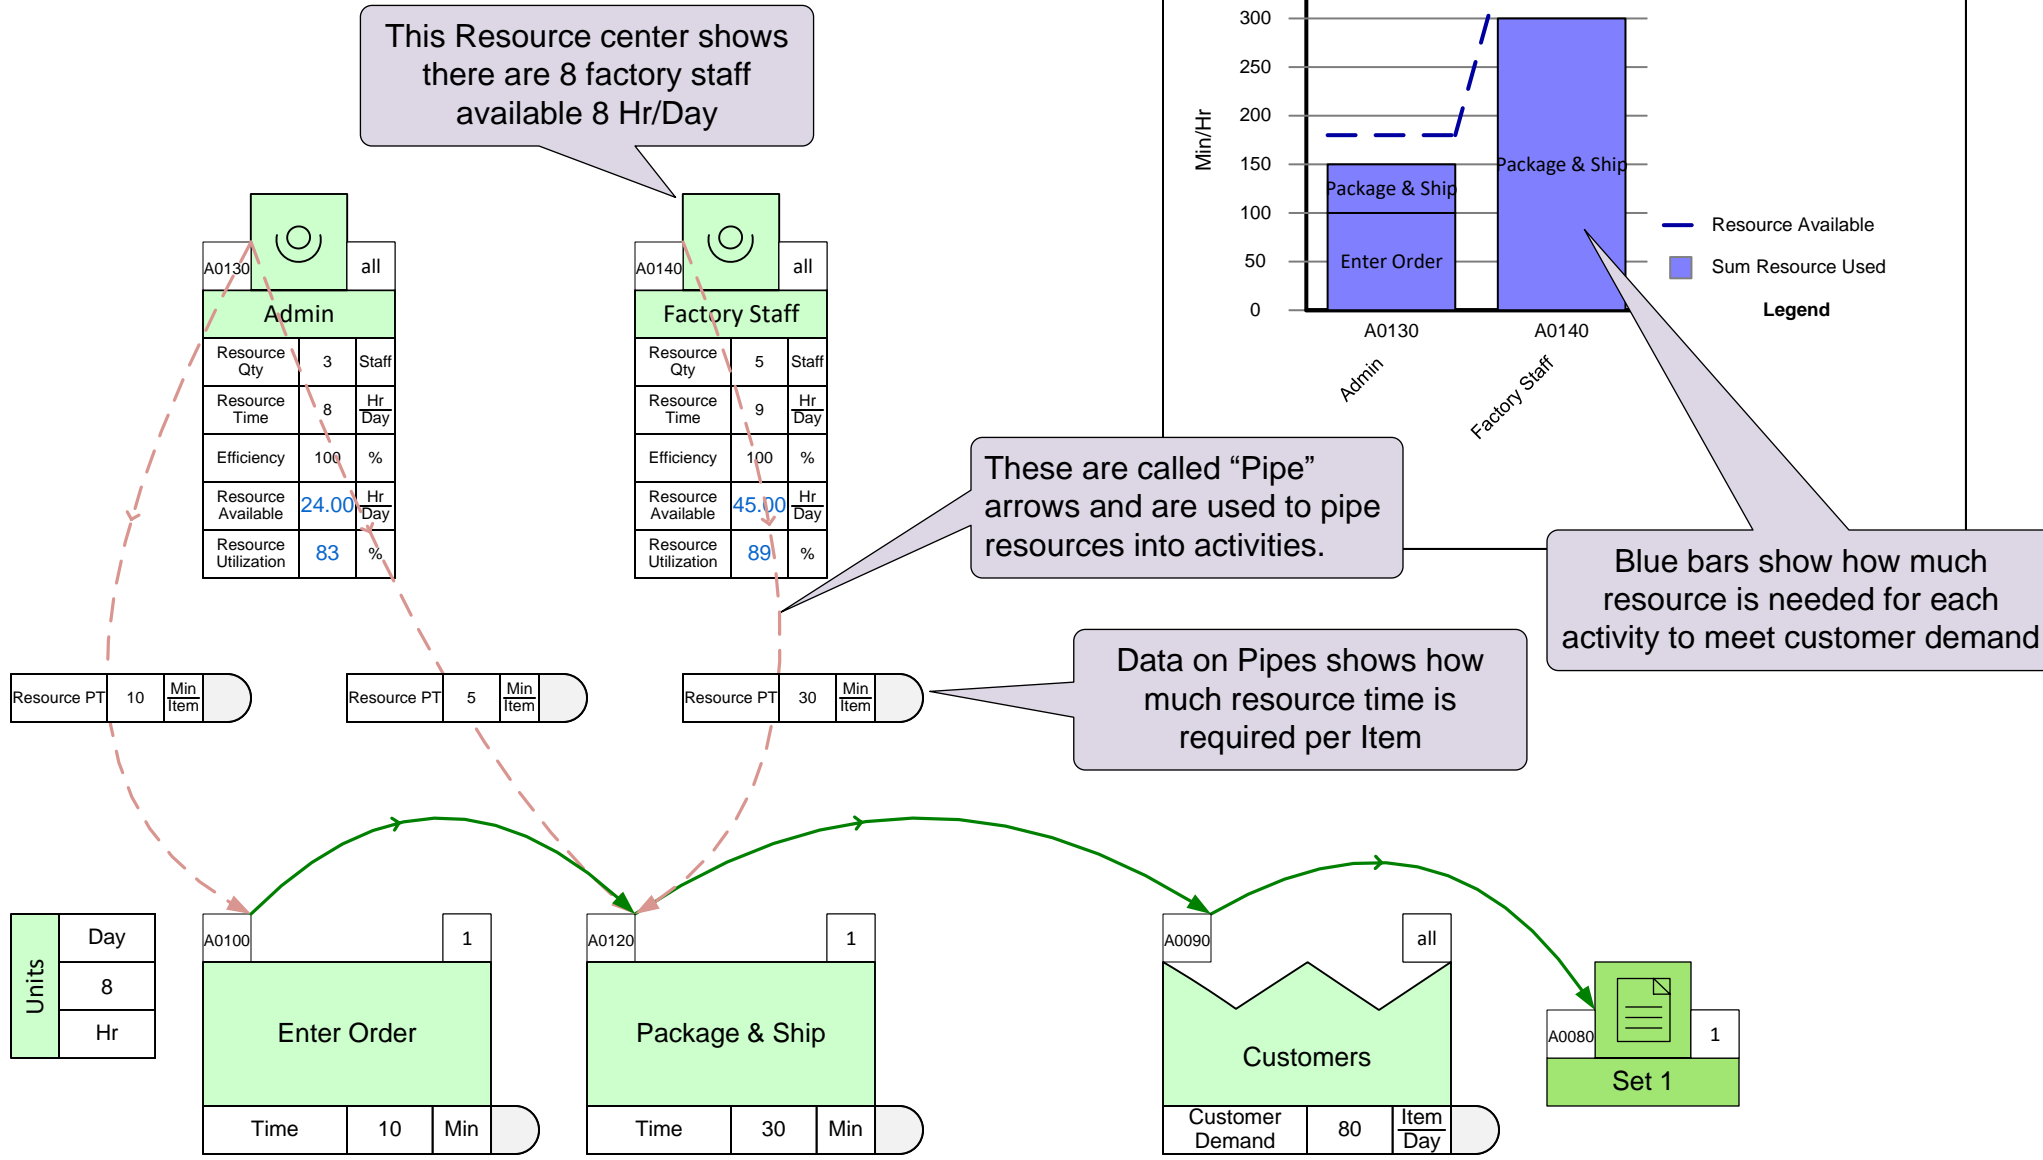 This Resource center shows
there are 8 factory staff
available 8 Hr/Day
300
250
200
150
100
50
0
Min/Hr
Package & Ship
Enter Order
Package & Ship
A0130
A0140
Admin
Factory Staff
Resource Available
Sum Resource Used
Legend
A0130
all
Admin
Resource Qty 3 Staff
Resource Time 8 Hr Day
Efficiency 100 %
Resource Available 24.00 Hr Day
Resource Utilization 83 %
A0140
all
Factory Staff
Resource Qty 5 Staff
Resource Time 9 Hr Day
Efficiency 100 %
Resource Available 45.00 Hr Day
Resource Utilization 89 %
These are called “Pipe”
arrows and are used to pipe
resources into activities.
Blue bars show how much
resource is needed for each
activity to meet customer demand
Data on Pipes shows how
much resource time is
required per Item
Resource PT 10 Min Item
Resource PT 5 Min Item
Resource PT 30 Min Item
Units
Day
8
Hr
A0100
1
Enter Order
Time 10 Min
A0120
1
Package & Ship
Time 30 Min
A0090
all
Customers
Customer Demand 80 Item Day
A0080
1
Set 1